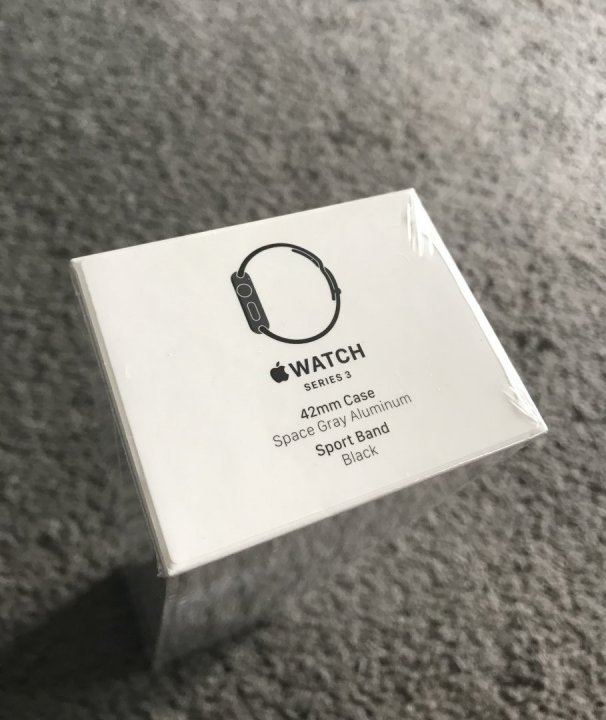 WATCH
SERIES 3
42mm Case
Space Gray Aluminum
Sport Band
Black